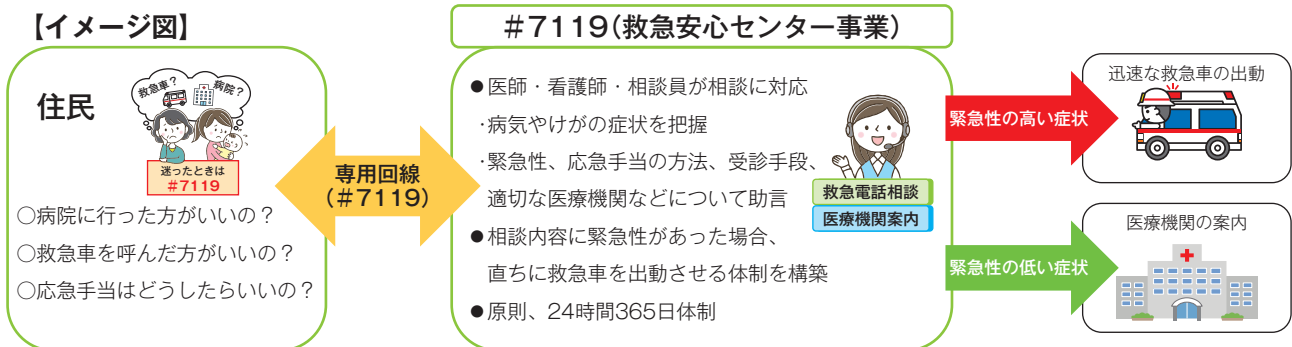 【イメージ図】
住民
救急車？
病院？
迷ったときは
＃7119
○病院に行った方がいいの？
○救急車を呼んだ方がいいの？
○応急手当はどうしたらいいの？
専用回線
（＃7119）
＃7119（救急安心センター事業）
●医師・看護師・相談員が相談に対応
・病気やけがの症状を把握
・緊急性、応急手当の方法、受診手段、
適切な医療機関などについて助言
●相談内容に緊急性があった場合、
直ちに救急車を出動させる体制を構築
●原則、24時間365日体制
救急電話相談
医療機関案内
緊急性の高い症状
迅速な救急車の出動
緊急性の低い症状
医療機関の案内